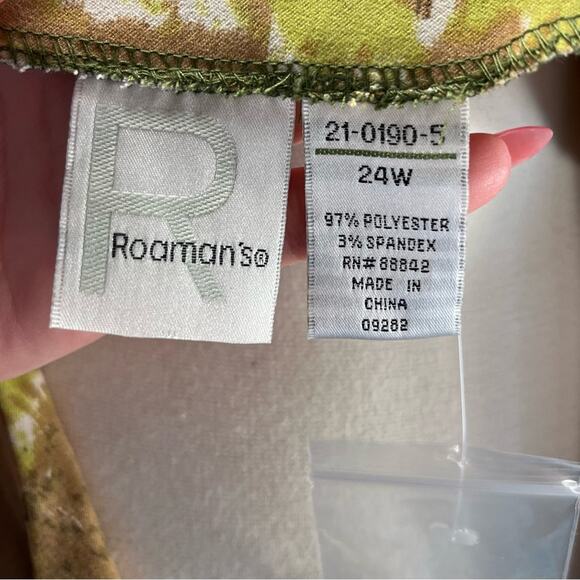 R
Roaman's®
21-0190-5
24W
97% POLYESTER
3% SPANDEX
RN#88842
MADE IN
CHINA
09282